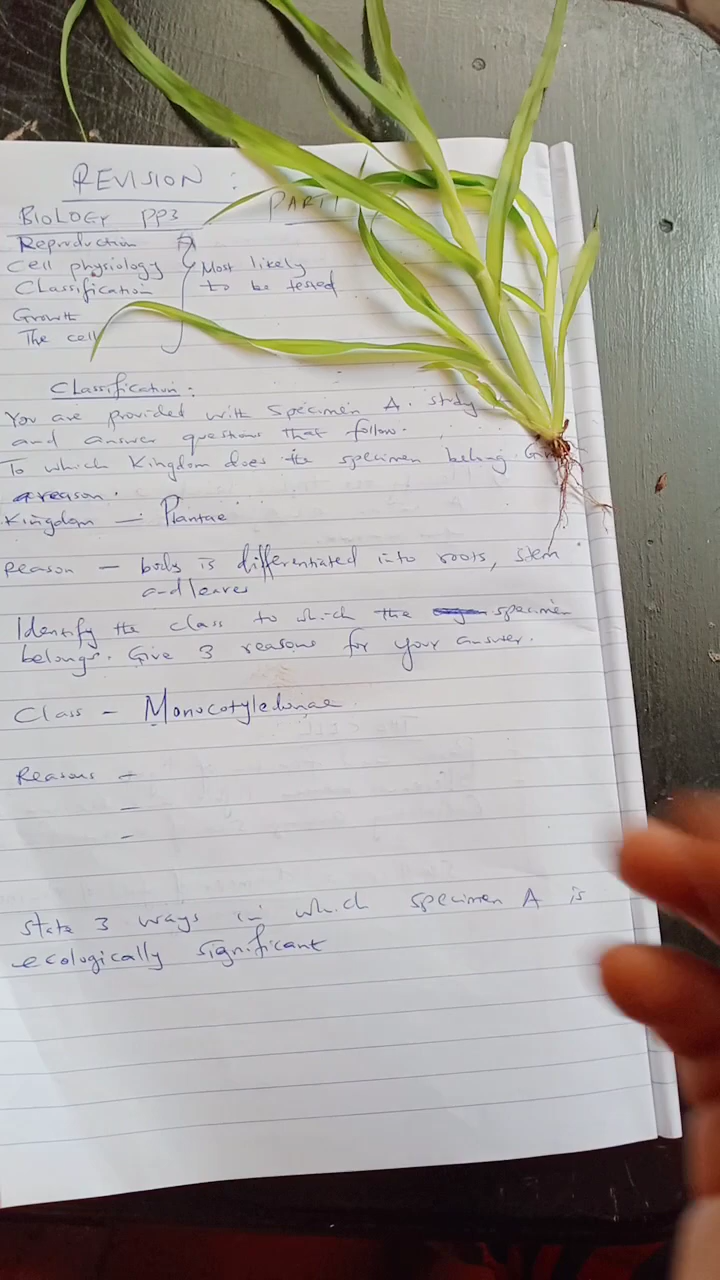 REVISION :
BIOLOGY PP3 PART 1
Reproduction
Cell physiology
Classification
Growth
The cell
Most likely
to be tested
Classification :
You are provided with specimen A. study
and answer questions that follow.
To which Kingdom does the specimen belong.
a reason.
Kingdom — Plantae
Reason — body is differentiated into roots, stem
and leaves
Identify the class to which the specimen
belongs. Give 3 reasons for your answer.
Class — Monocotyledonae
Reasons —
—
—
State 3 ways in which specimen A is
ecologically significant